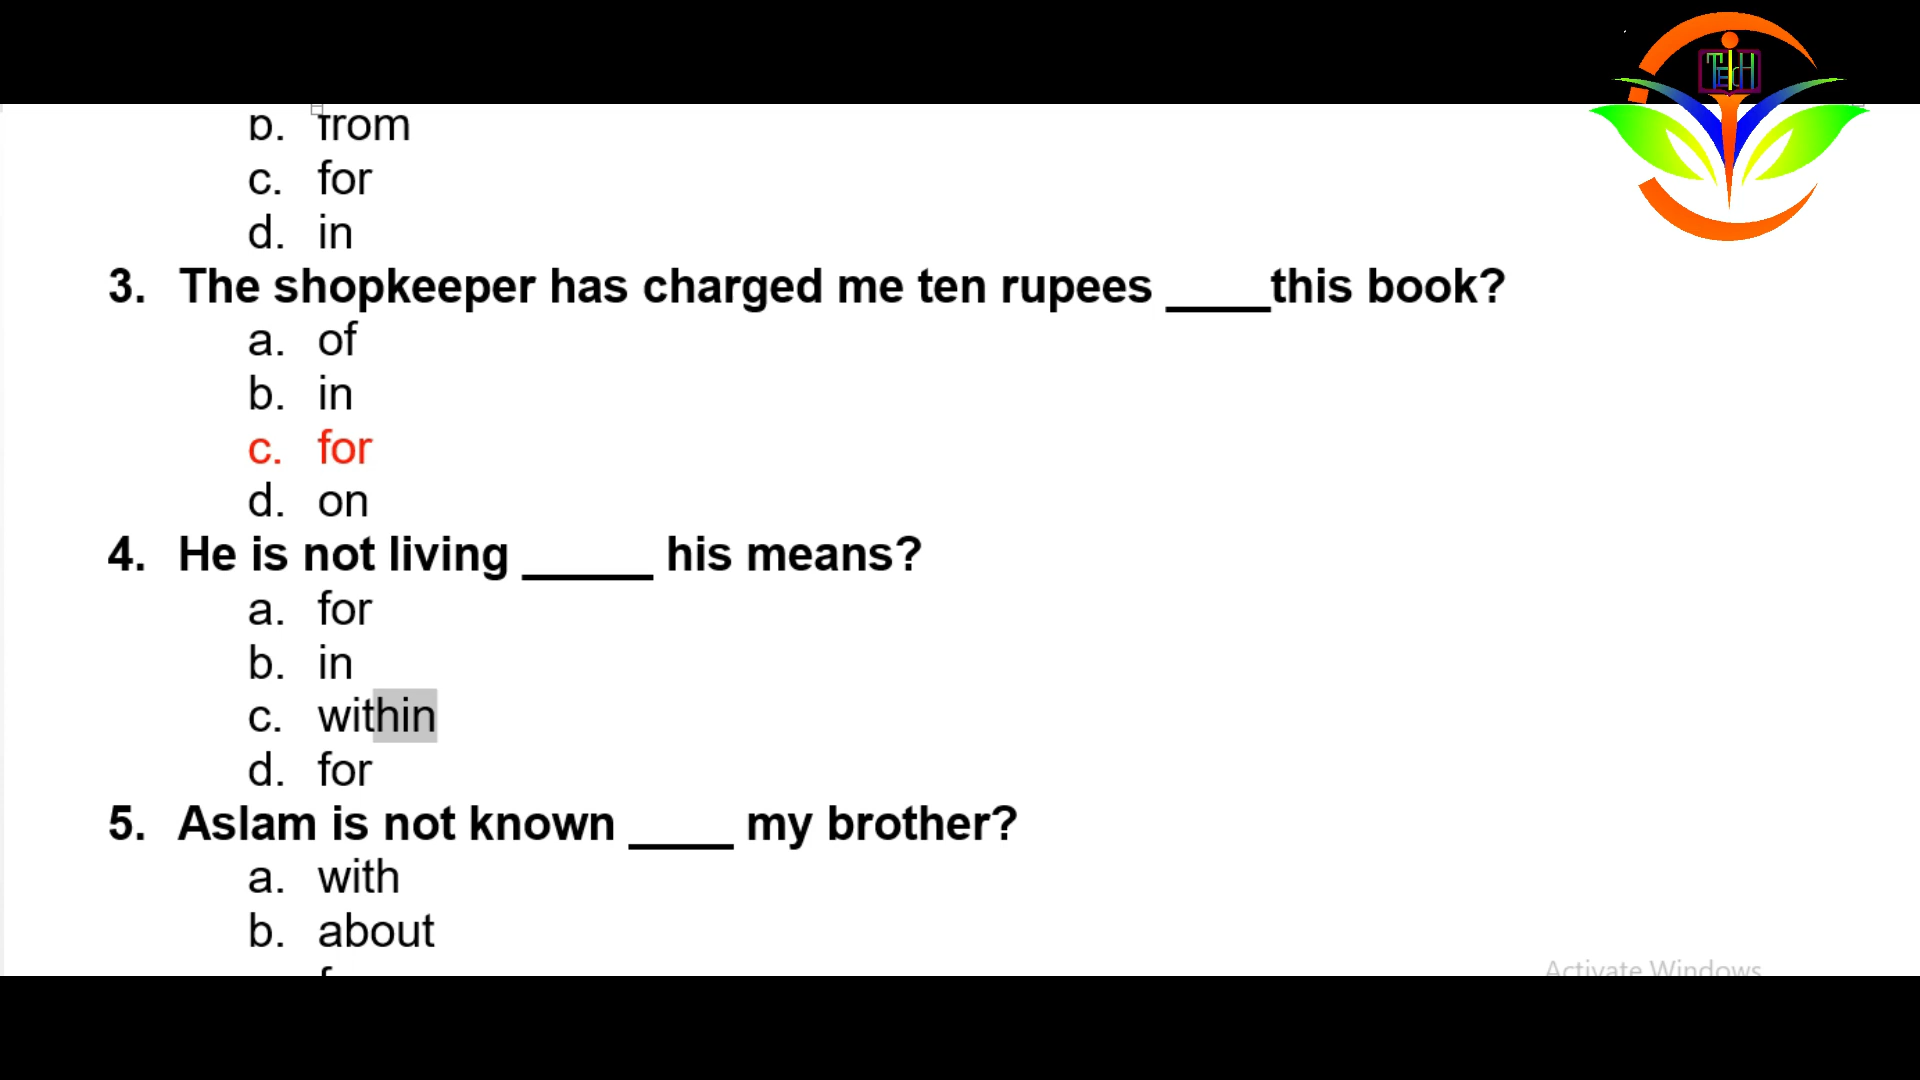 b. from
c. for
d. in
3. The shopkeeper has charged me ten rupees ____this book?
a. of
b. in
c. for
d. on
4. He is not living _____ his means?
a. for
b. in
c. within
d. for
5. Aslam is not known ____ my brother?
a. with
b. about
Activate Windows